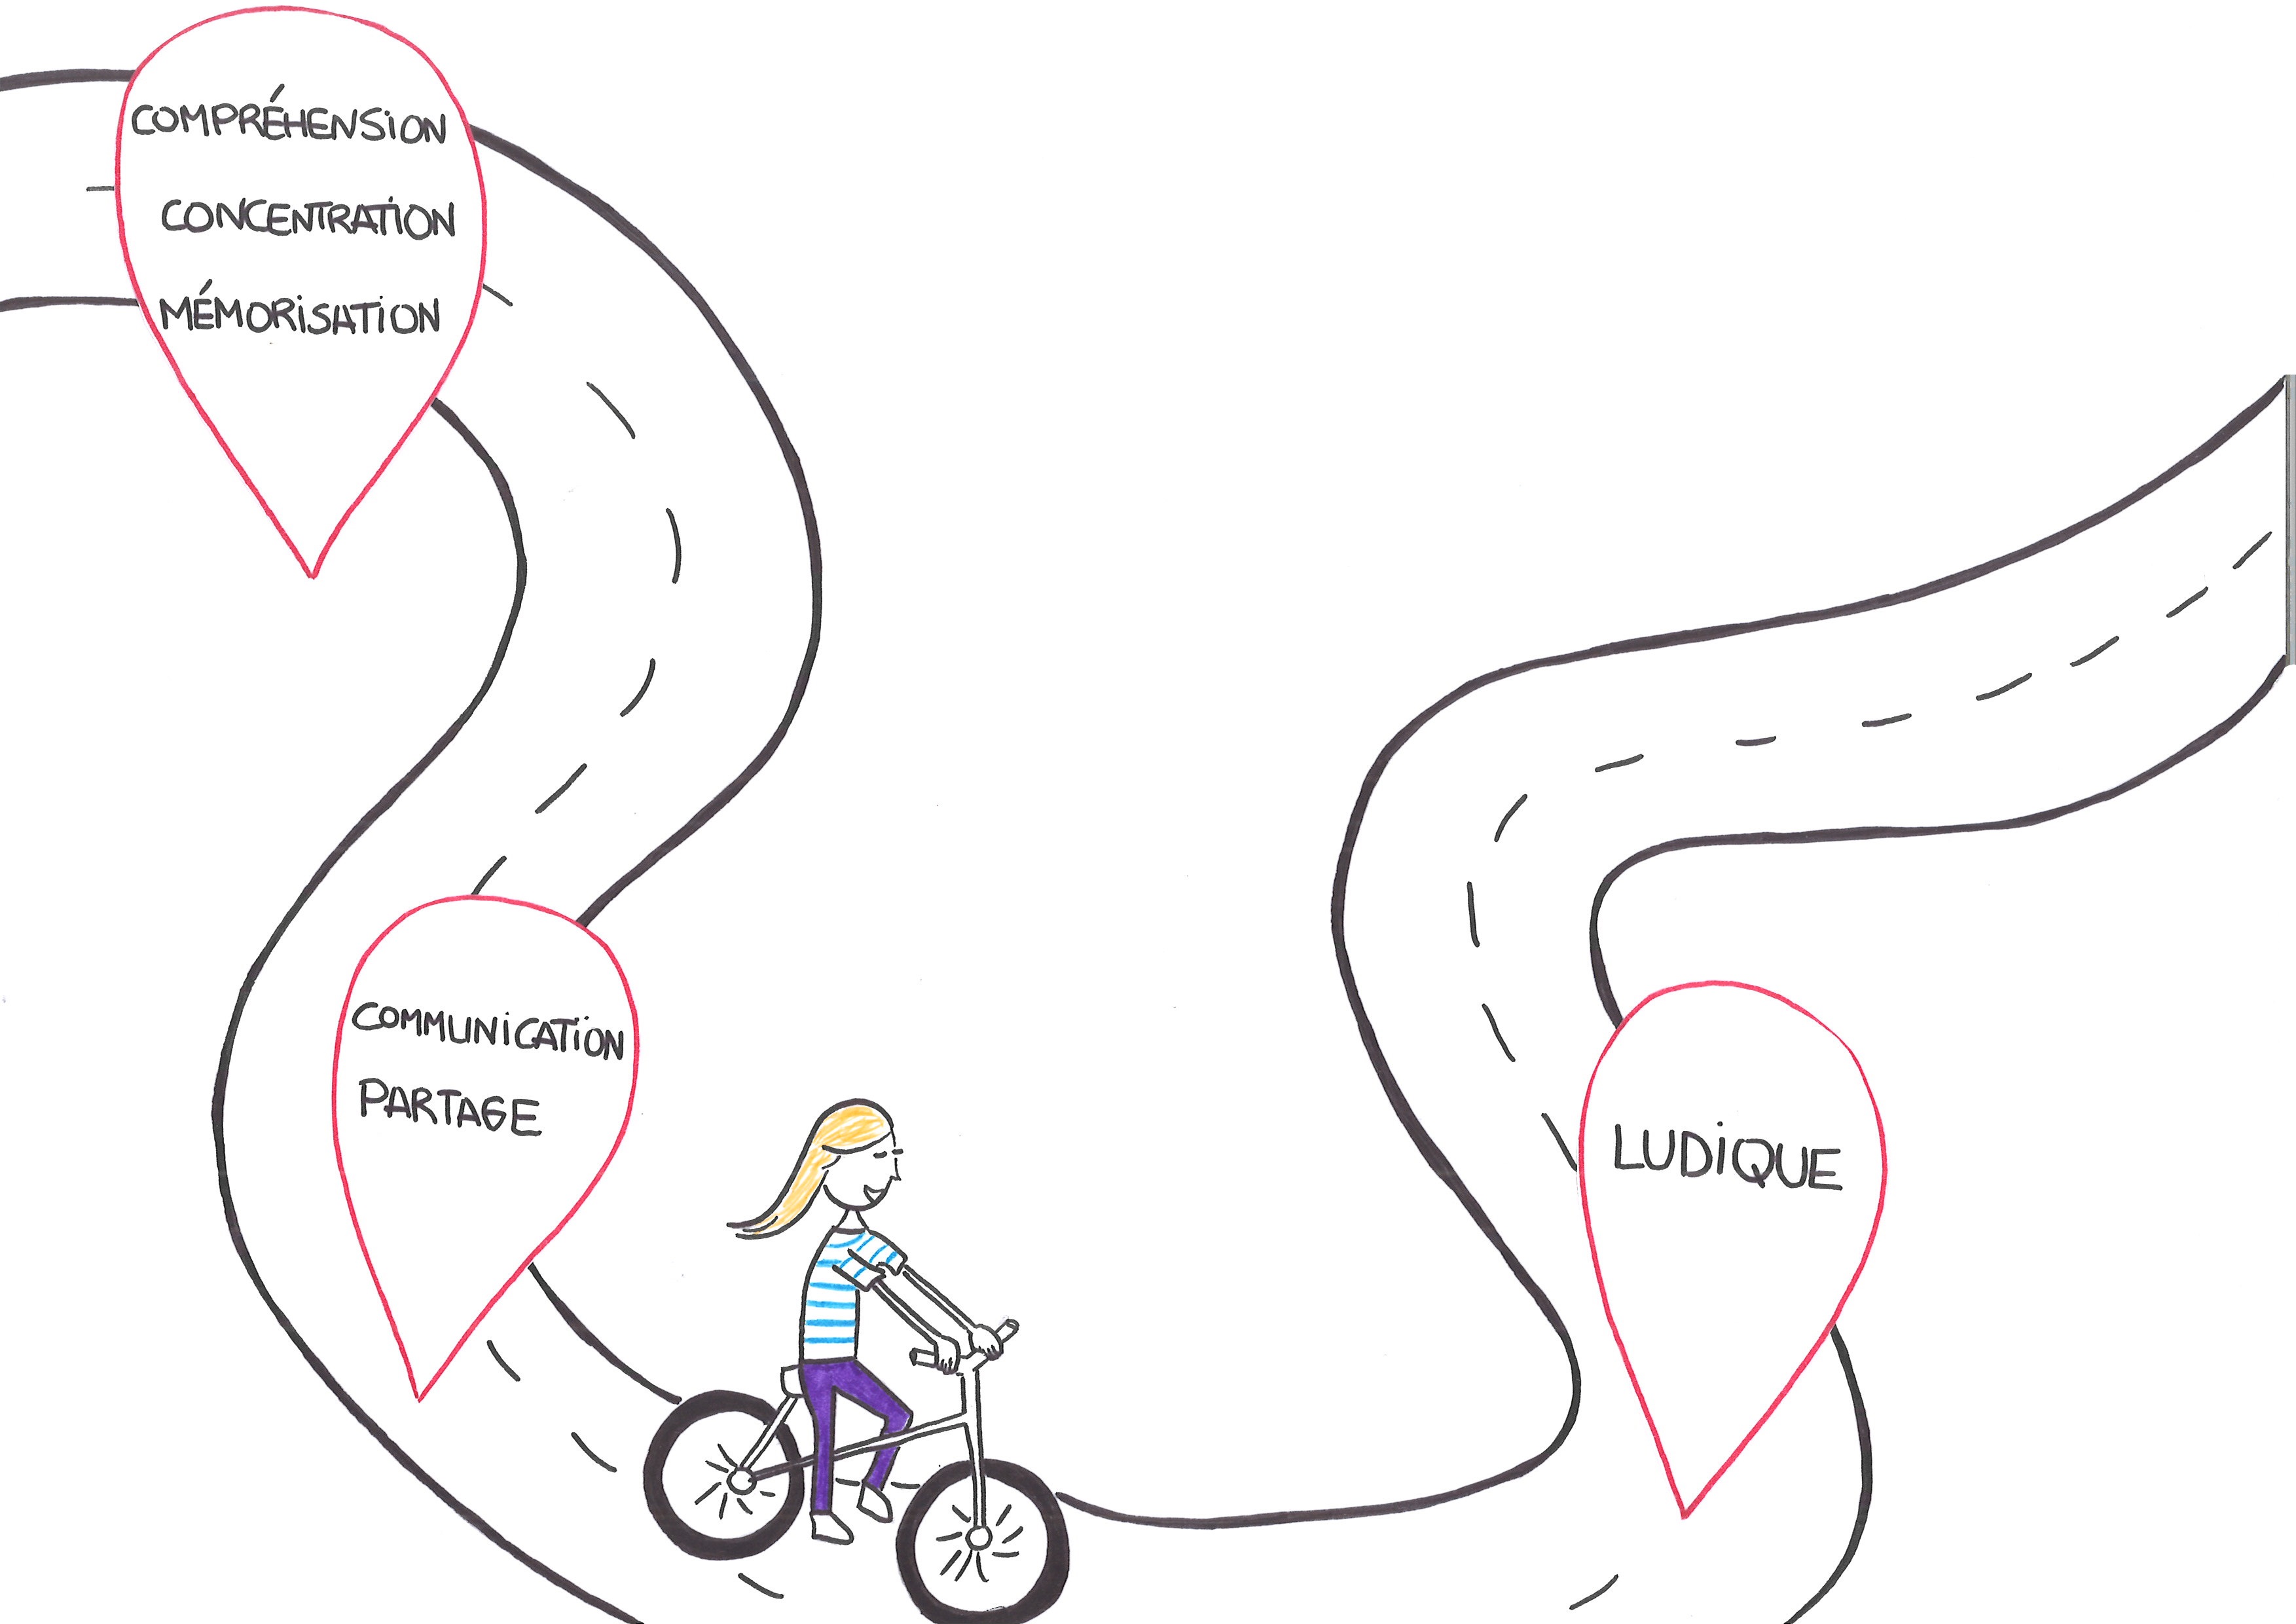 COMPRÉHENSION
CONCENTRATION
MÉMORISATION
COMMUNICATION
PARTAGE
LUDIQUE